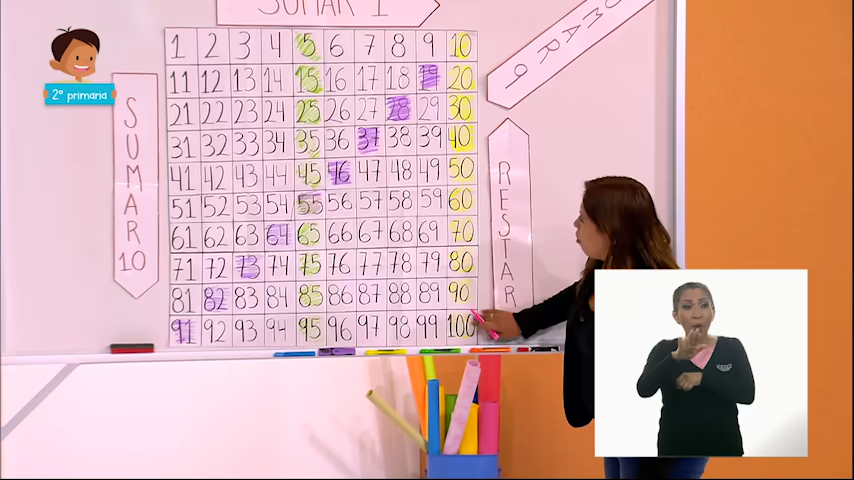 SUMAR 1
SUMAR 9
2º primaria
SUMAR 10
RESTAR
1 2 3 4 5 6 7 8 9 10
11 12 13 14 15 16 17 18 19 20
21 22 23 24 25 26 27 28 29 30
31 32 33 34 35 36 37 38 39 40
41 42 43 44 45 46 47 48 49 50
51 52 53 54 55 56 57 58 59 60
61 62 63 64 65 66 67 68 69 70
71 72 73 74 75 76 77 78 79 80
81 82 83 84 85 86 87 88 89 90
91 92 93 94 95 96 97 98 99 100